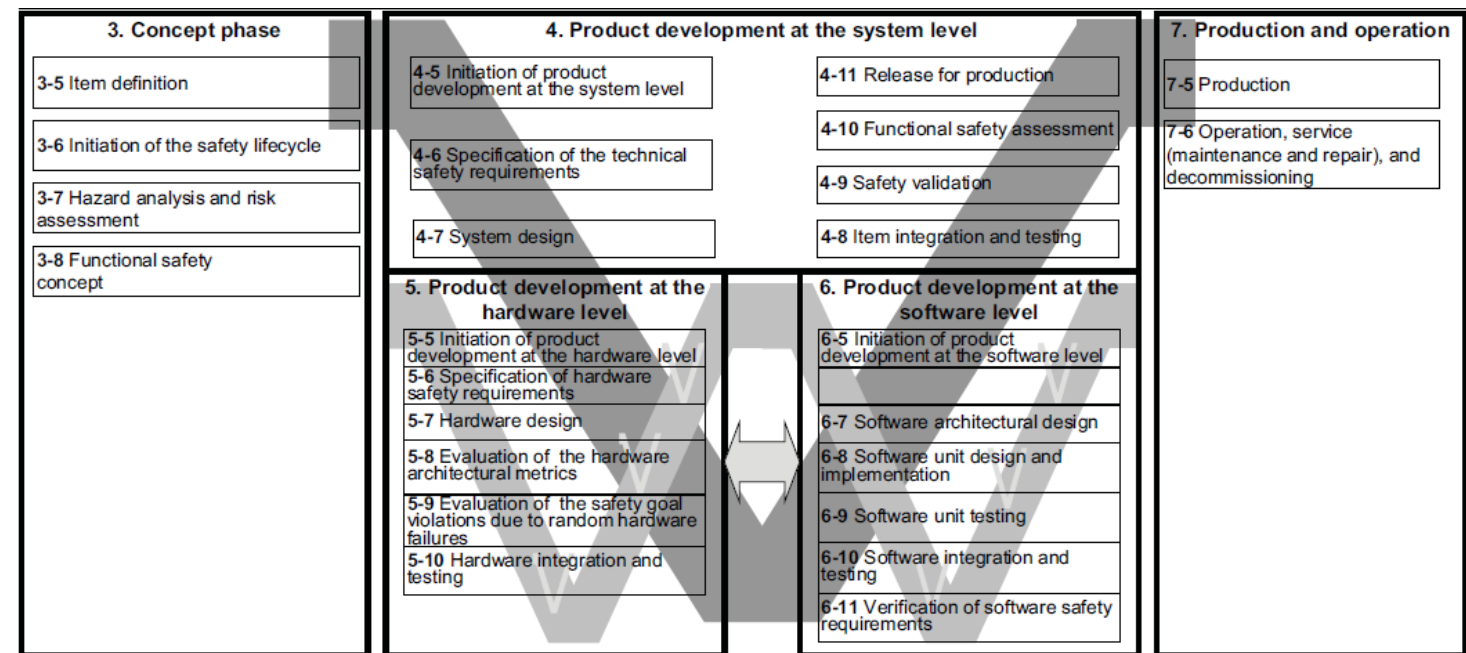 3. Concept phase
3-5 Item definition
3-6 Initiation of the safety lifecycle
3-7 Hazard analysis and risk
assessment
3-8 Functional safety
concept
4. Product development at the system level
4-5 Initiation of product
development at the system level
4-6 Specification of the technical
safety requirements
4-7 System design
4-11 Release for production
4-10 Functional safety assessment
4-9 Safety validation
4-8 Item integration and testing
5. Product development at the
hardware level
5-5 Initiation of product
development at the hardware level
5-6 Specification of hardware
safety requirements
5-7 Hardware design
5-8 Evaluation of the hardware
architectural metrics
5-9 Evaluation of the safety goal
violations due to random hardware
failures
5-10 Hardware integration and
testing
6. Product development at the
software level
6-5 Initiation of product
development at the software level
6-7 Software architectural design
6-8 Software unit design and
implementation
6-9 Software unit testing
6-10 Software integration and
testing
6-11 Verification of software safety
requirements
7. Production and operation
7-5 Production
7-6 Operation, service
(maintenance and repair), and
decommissioning